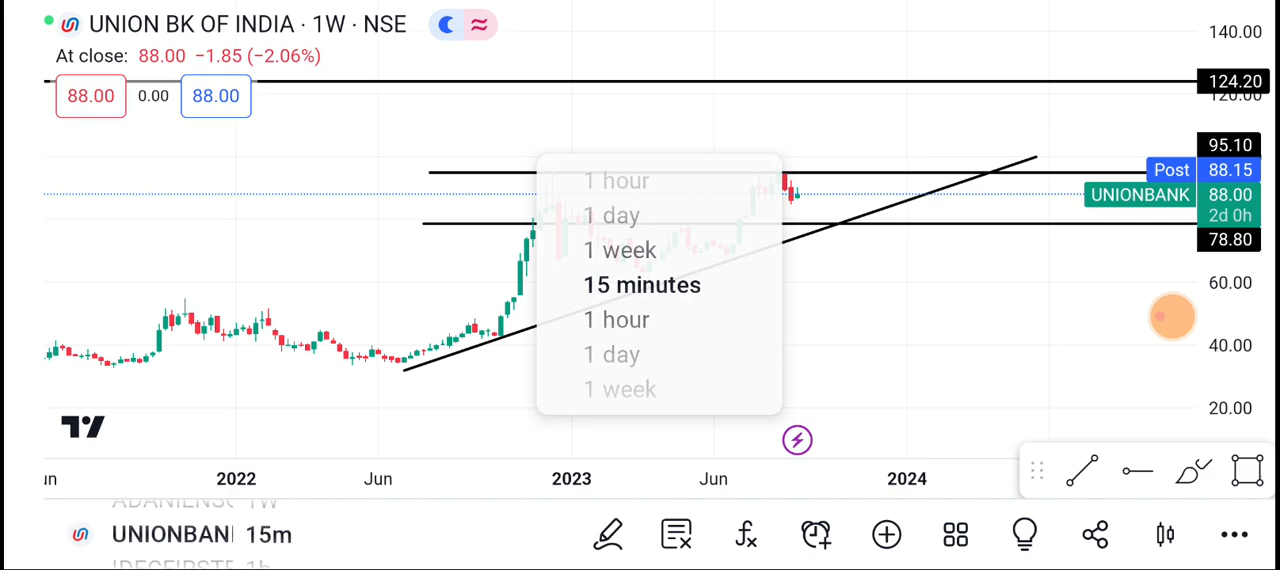 UNION BK OF INDIA · 1W · NSE
At close: 88.00 −1.85 (−2.06%)
88.00 0.00 88.00
140.00
124.20
120.00
95.10
Post 88.15
UNIONBANK 88.00
2d 0h
78.80
60.00
40.00
20.00
1 hour
1 day
1 week
15 minutes
1 hour
1 day
1 week
2022 Jun 2023 Jun 2024
UNIONBANI 15m